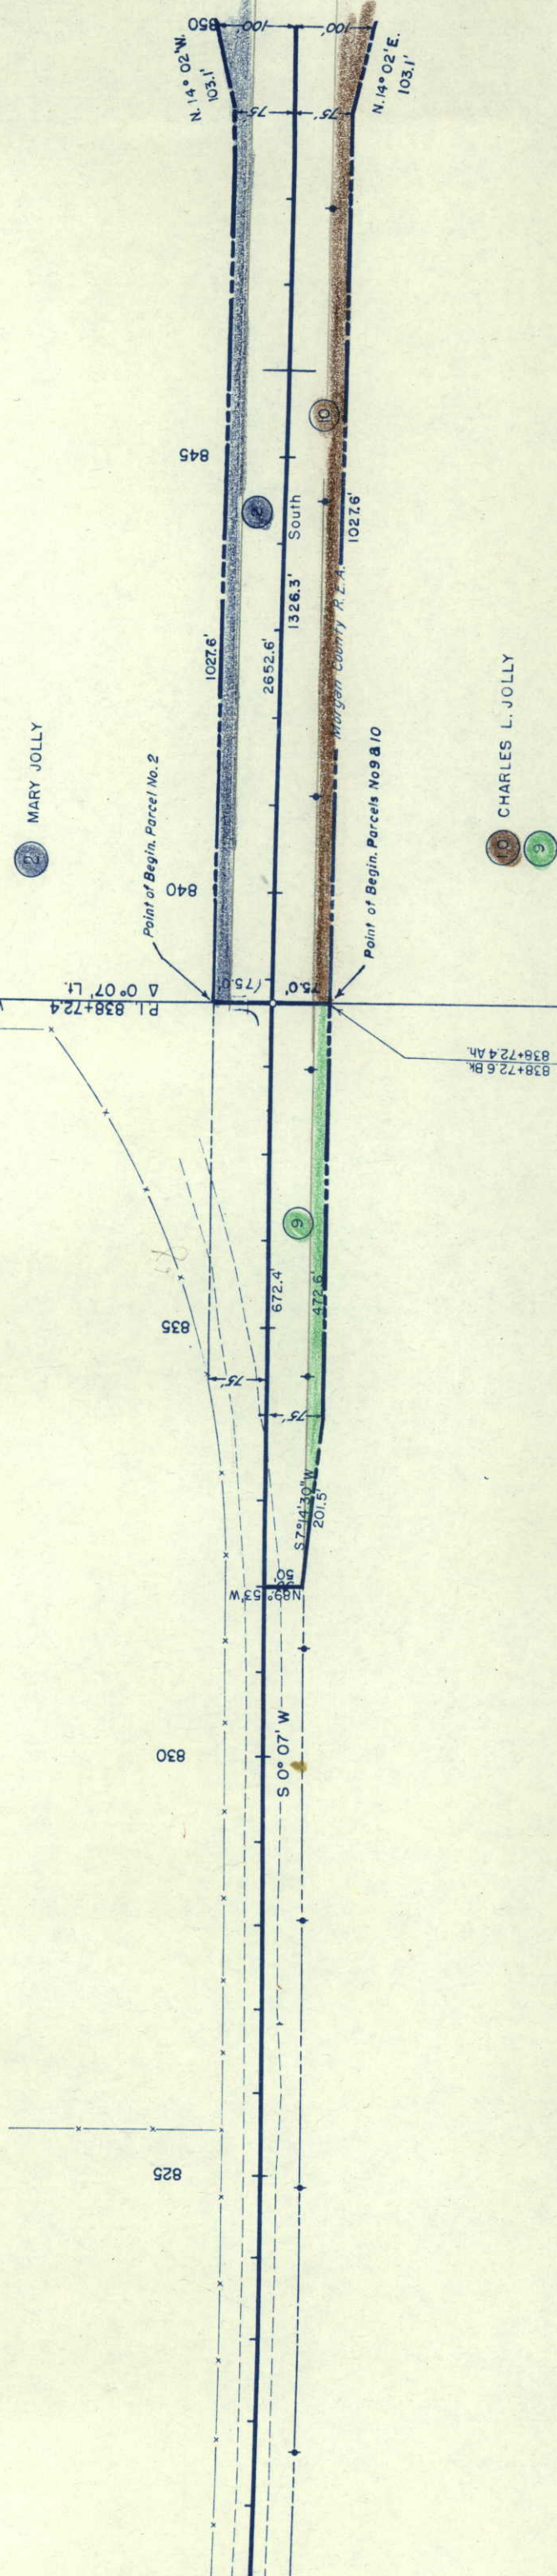 850
100'
100'
N. 14° 02' W.
103.1'
N. 14° 02' E.
103.1'
75'
75'
10
845
2
South
1027.6'
Morgan County R.E.A.
1326.3'
2652.6'
1027.6'
2 MARY JOLLY
10 CHARLES L. JOLLY
9
Point of Begin. Parcel No. 2
Point of Begin. Parcels No 9 & 10
840
(75.0'
75.0'
P.I. 838+72.4
Δ 0° 07' Lt.
838+72.6 Bk.
838+72.4 Ah.
9
672.4'
472.6'
835
75'
75'
S 7° 14' 30" W
201.5'
50'
N89° 53' W
830
S 0° 07' W
825